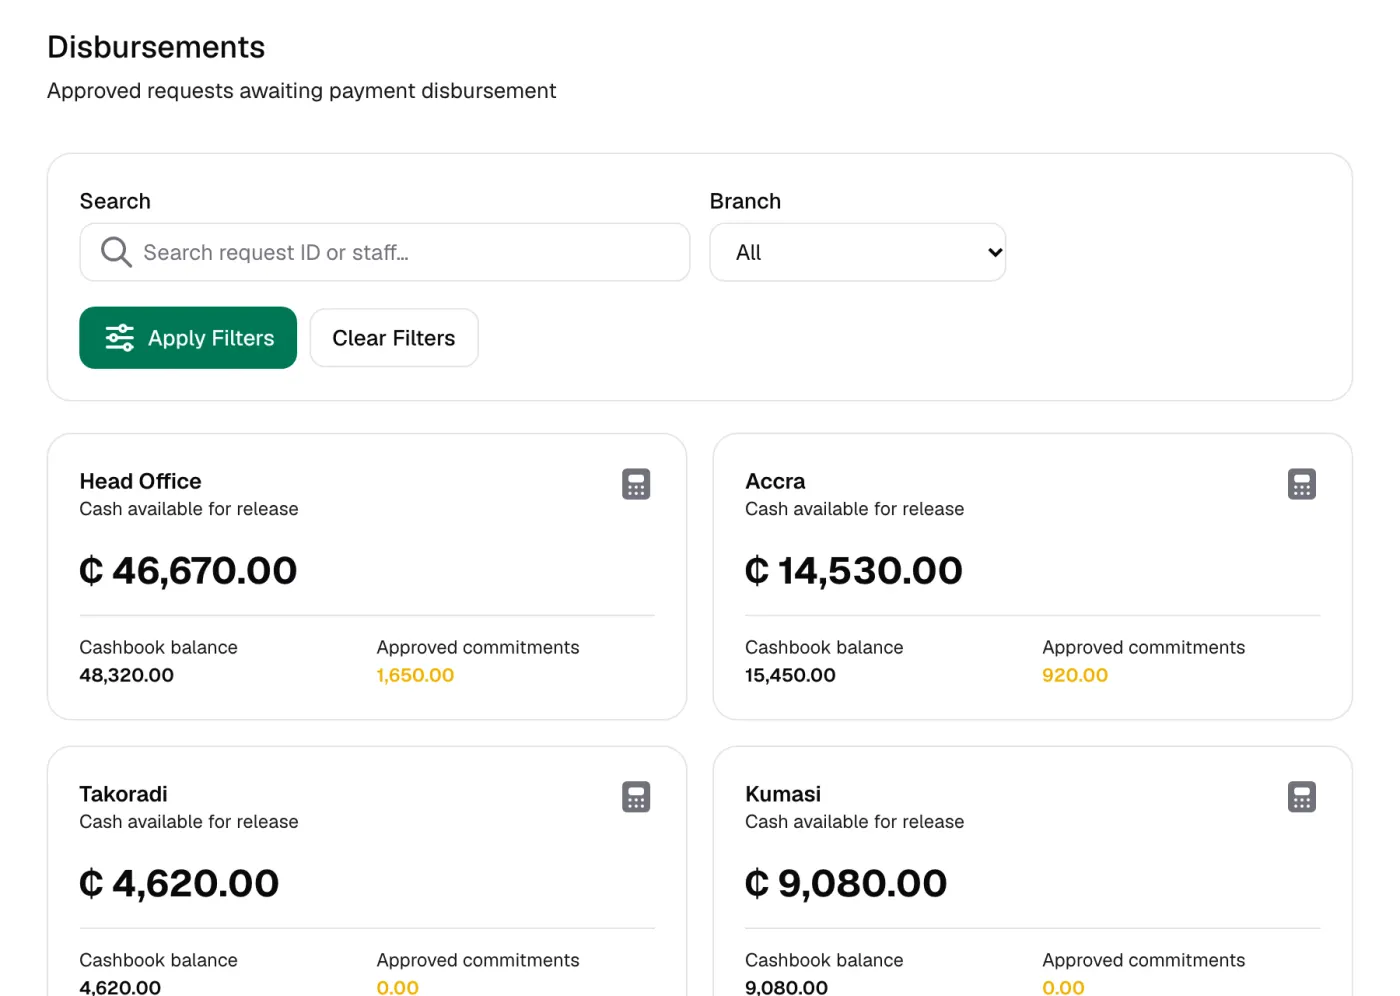 Disbursements
Approved requests awaiting payment disbursement
Search
Branch
Search request ID or staff...
All
Apply Filters
Clear Filters
Head Office
Cash available for release
₵ 46,670.00
Cashbook balance
Approved commitments
48,320.00
1,650.00
Accra
Cash available for release
₵ 14,530.00
Cashbook balance
Approved commitments
15,450.00
920.00
Takoradi
Cash available for release
₵ 4,620.00
Cashbook balance
Approved commitments
4,620.00
0.00
Kumasi
Cash available for release
₵ 9,080.00
Cashbook balance
Approved commitments
9,080.00
0.00